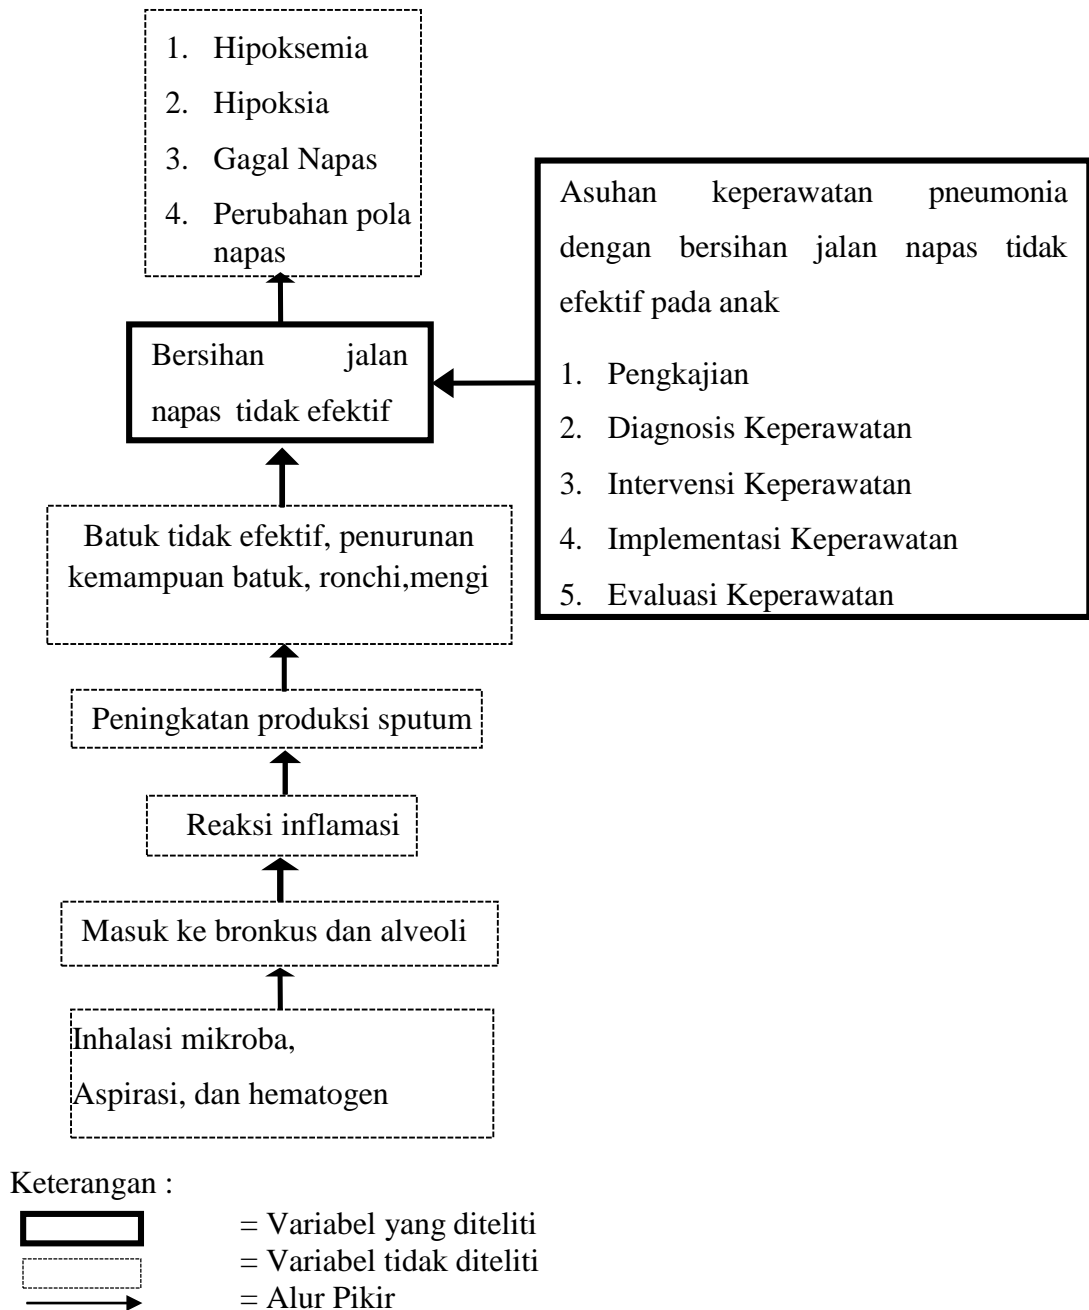 1. Hipoksemia
2. Hipoksia
3. Gagal Napas
4. Perubahan pola
napas
Asuhan keperawatan pneumonia
dengan bersihan jalan napas tidak
efektif pada anak
1. Pengkajian
2. Diagnosis Keperawatan
3. Intervensi Keperawatan
4. Implementasi Keperawatan
5. Evaluasi Keperawatan
Bersihan jalan
napas tidak efektif
Batuk tidak efektif, penurunan
kemampuan batuk, ronchi,mengi
Peningkatan produksi sputum
Reaksi inflamasi
Masuk ke bronkus dan alveoli
Inhalasi mikroba,
Aspirasi, dan hematogen
Keterangan :
= Variabel yang diteliti
= Variabel tidak diteliti
= Alur Pikir